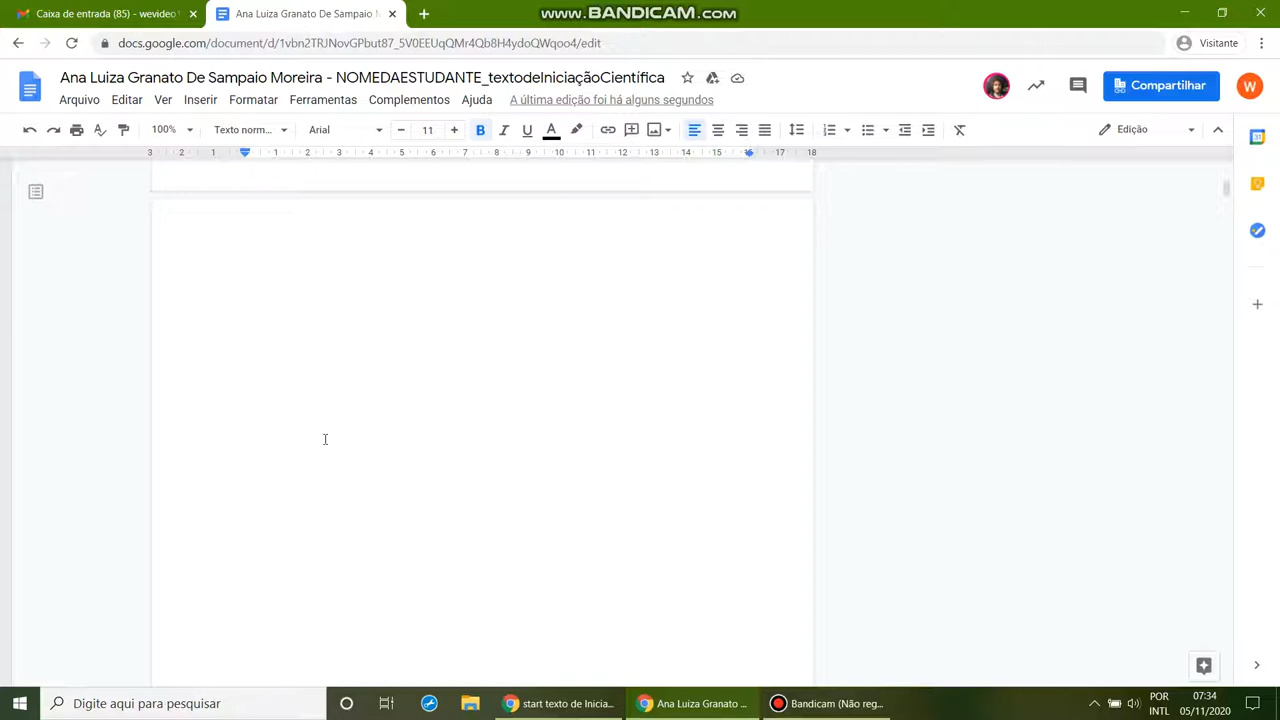 www.BANDICAM.com
Caixa de entrada (85) - wevideo
Ana Luiza Granato De Sampaio M
docs.google.com/document/d/1vbn2TRJNovGPbut87_5V0EEUqQMr4Qb8H4ydoQWqoo4/edit
Visitante
Ana Luiza Granato De Sampaio Moreira - NOMEDAESTUDANTE_textodeIniciaçãoCientífica
Arquivo Editar Ver Inserir Formatar Ferramentas Complementos Ajuda A última edição foi há alguns segundos
Compartilhar
W
100% Texto norm... Arial 11 B I U A Edição
3 2 1 1 2 3 4 5 6 7 8 9 10 11 12 13 14 15 16 17 18
31
Digite aqui para pesquisar
start texto de Inicia...
Ana Luiza Granato ...
Bandicam (Não reg...
POR
INTL
07:34
05/11/2020